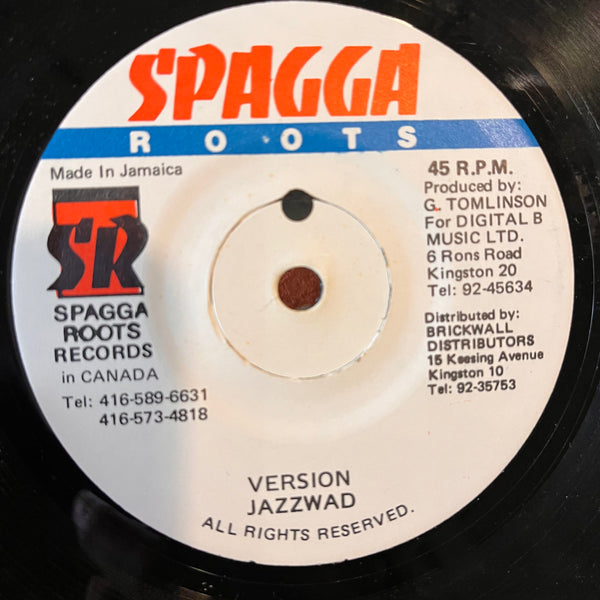 SPAGGA
ROOTS
Made In Jamaica
SR
SPAGGA
ROOTS
RECORDS
in CANADA
Tel: 416-589-6631
416-573-4818
45 R.P.M.
Produced by:
G. TOMLINSON
For DIGITAL B
MUSIC LTD.
6 Rons Road
Kingston 20
Tel: 92-45634
Distributed by:
BRICKWALL
DISTRIBUTORS
15 Keesing Avenue
Kingston 10
Tel: 92-35753
VERSION
JAZZWAD
ALL RIGHTS RESERVED.